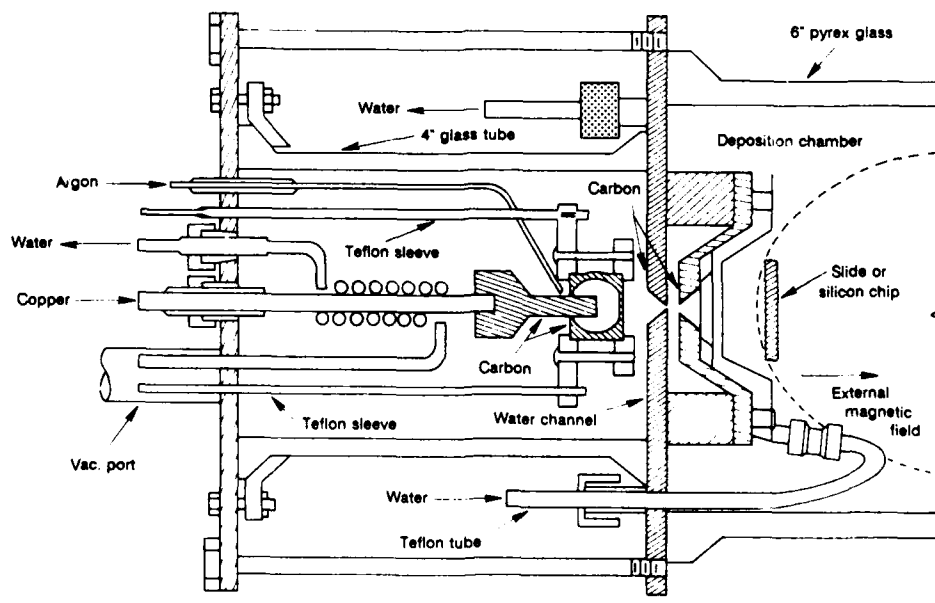 6" pyrex glass
Water
4" glass tube
Deposition chamber
Argon
Carbon
Teflon sleeve
Water
Slide or
silicon chip
Copper
Carbon
External
magnetic
field
Water channel
Teflon sleeve
Vac. port
Water
Teflon tube